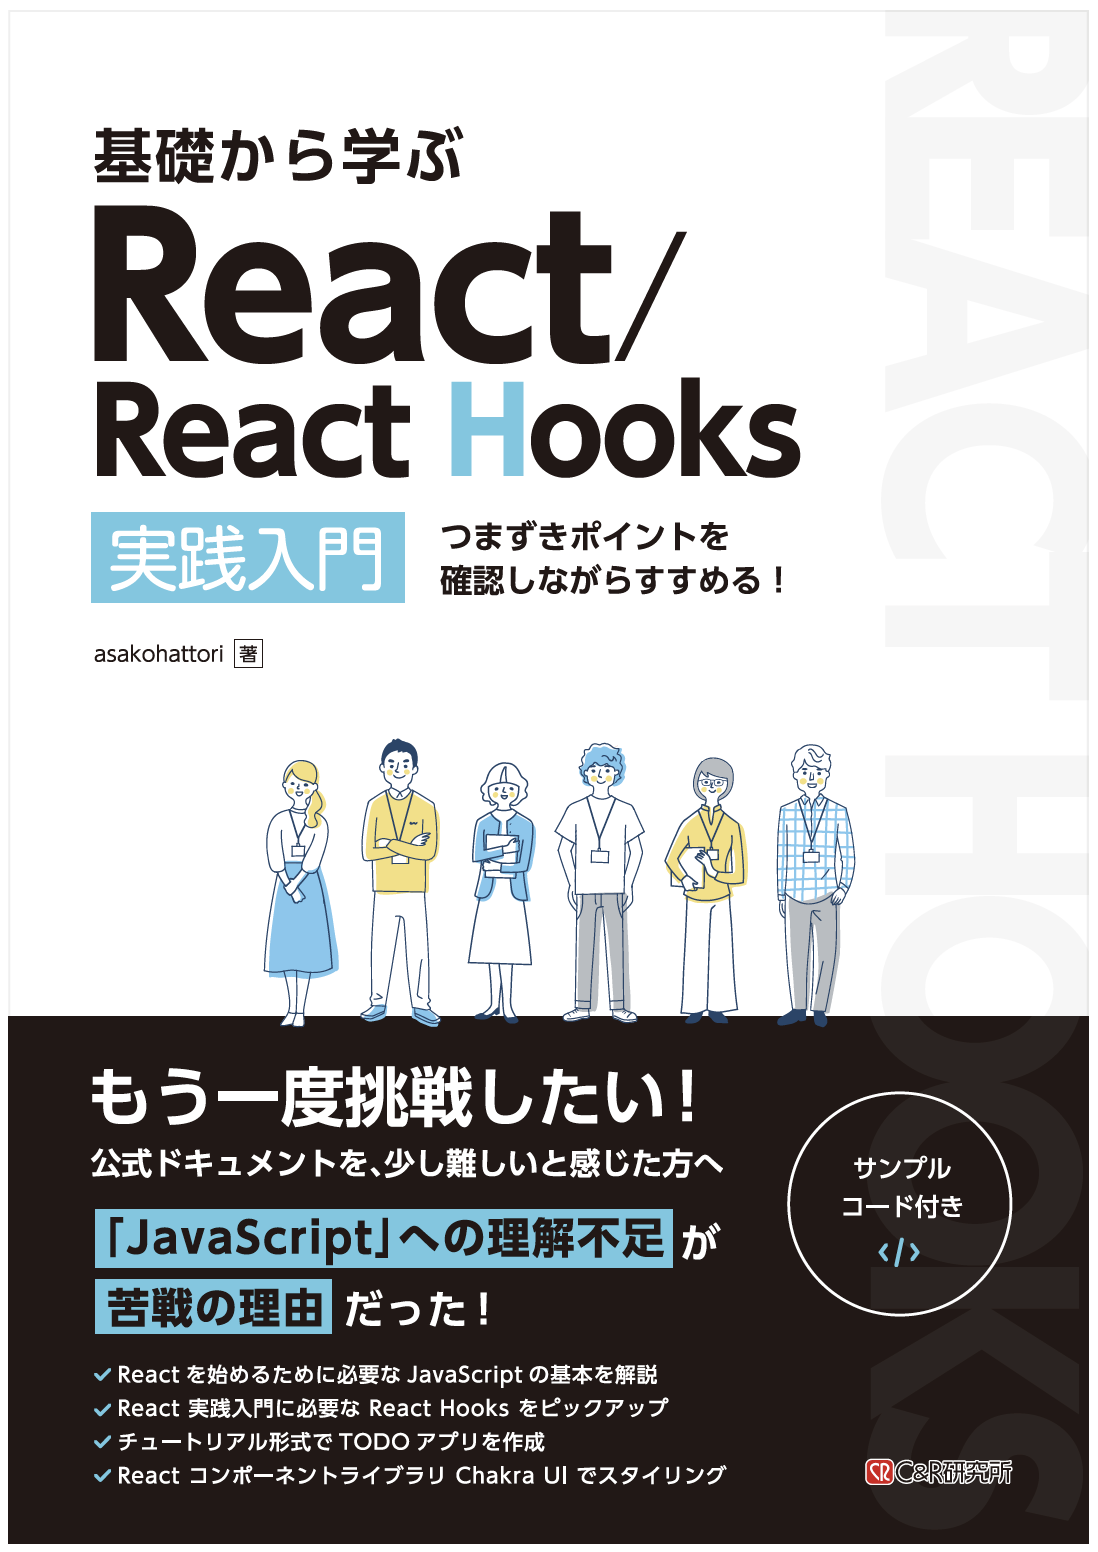 基礎から学ぶ
React/
React Hooks
実践入門
つまずきポイントを
確認しながらすすめる！
asakohattori 著
REACT HOOKS
もう一度挑戦したい！
公式ドキュメントを、少し難しいと感じた方へ
「JavaScript」への理解不足が
苦戦の理由だった！
サンプル
コード付き
</>
React を始めるために必要な JavaScript の基本を解説
React 実践入門に必要な React Hooks をピックアップ
チュートリアル形式で TODO アプリを作成
React コンポーネントライブラリ Chakra UI でスタイリング
CR C&R研究所